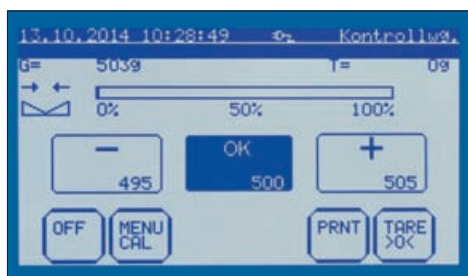 13.10.2014 10:28:49 Kontrollwg.
G= 503g T= 0g
0% 50% 100%
− OK +
495 500 505
OFF MENU CAL PRNT TARE >0<